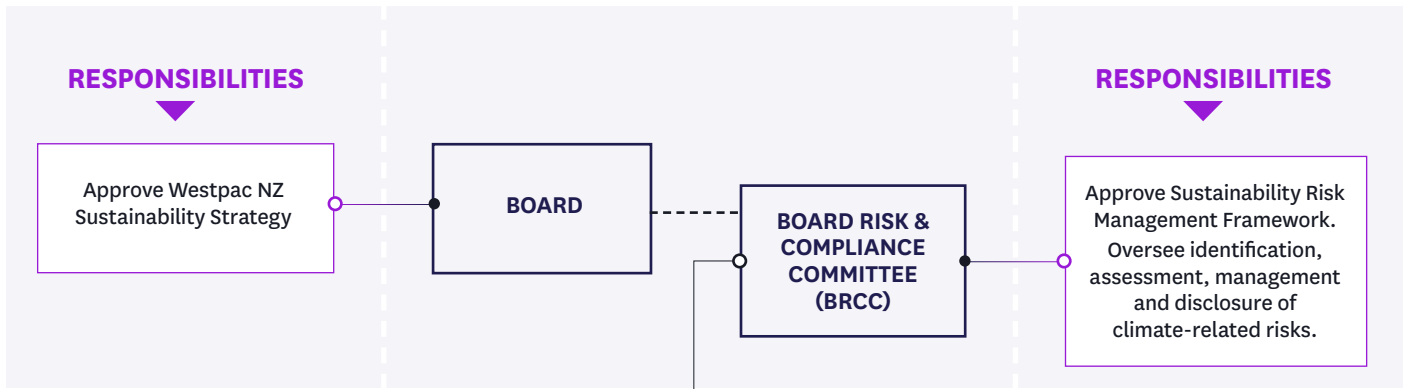 RESPONSIBILITIES
Approve Westpac NZ
Sustainability Strategy
BOARD
BOARD RISK &
COMPLIANCE
COMMITTEE
(BRCC)
RESPONSIBILITIES
Approve Sustainability Risk
Management Framework.
Oversee identification,
assessment, management
and disclosure of
climate-related risks.